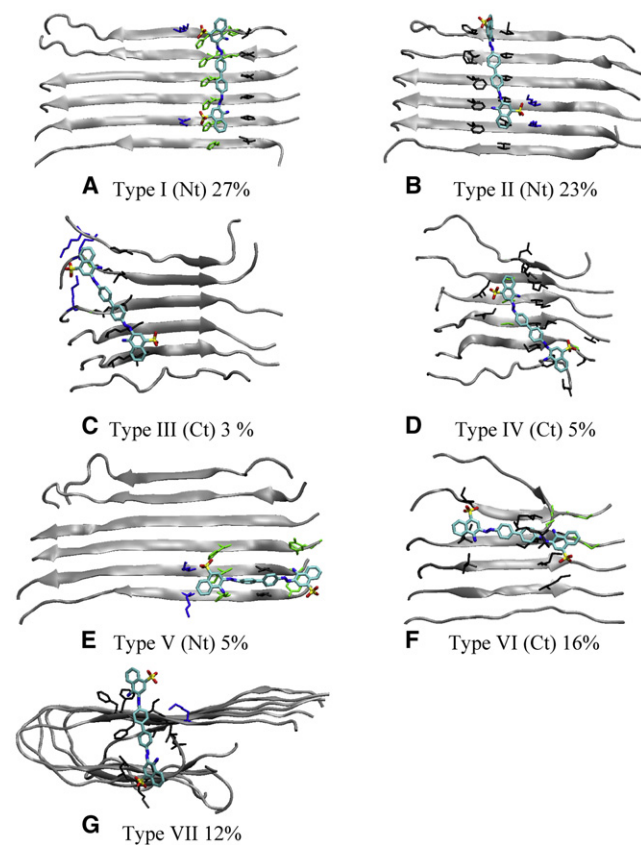 A Type I (Nt) 27%
B Type II (Nt) 23%
C Type III (Ct) 3 %
D Type IV (Ct) 5%
E Type V (Nt) 5%
F Type VI (Ct) 16%
G Type VII 12%